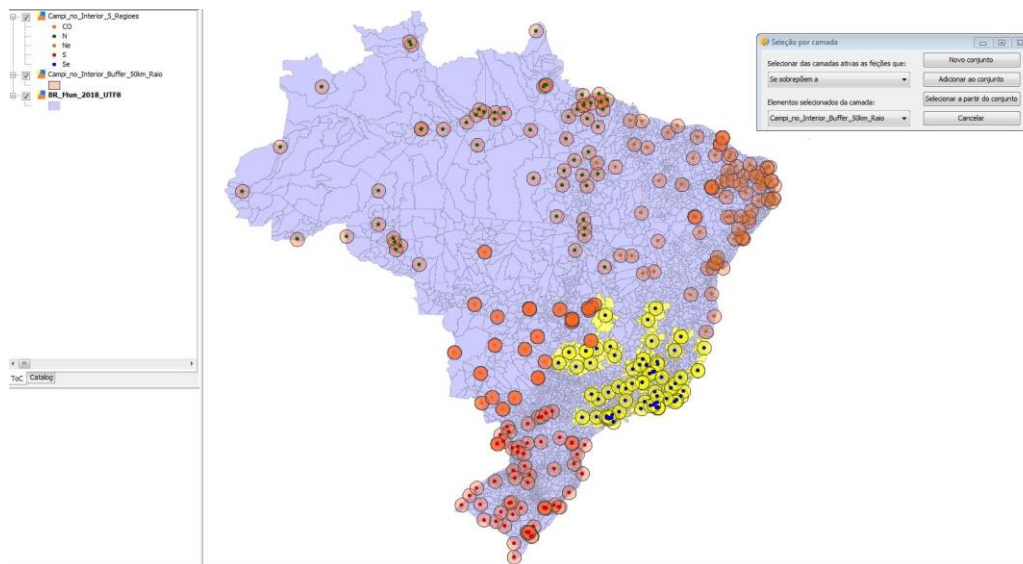 Campi_no_Interior_5_Regioes
CO
N
Ne
S
Se
Campi_no_Interior_Buffer_50km_Raio
BR_Mun_2018_UTF8
ToC Catalog
Seleção por camada
Selecionar das camadas ativas as feições que:
Se sobrepõem a
Elementos selecionados da camada:
Campi_no_Interior_Buffer_50km_Raio
Novo conjunto
Adicionar ao conjunto
Selecionar a partir do conjunto
Cancelar